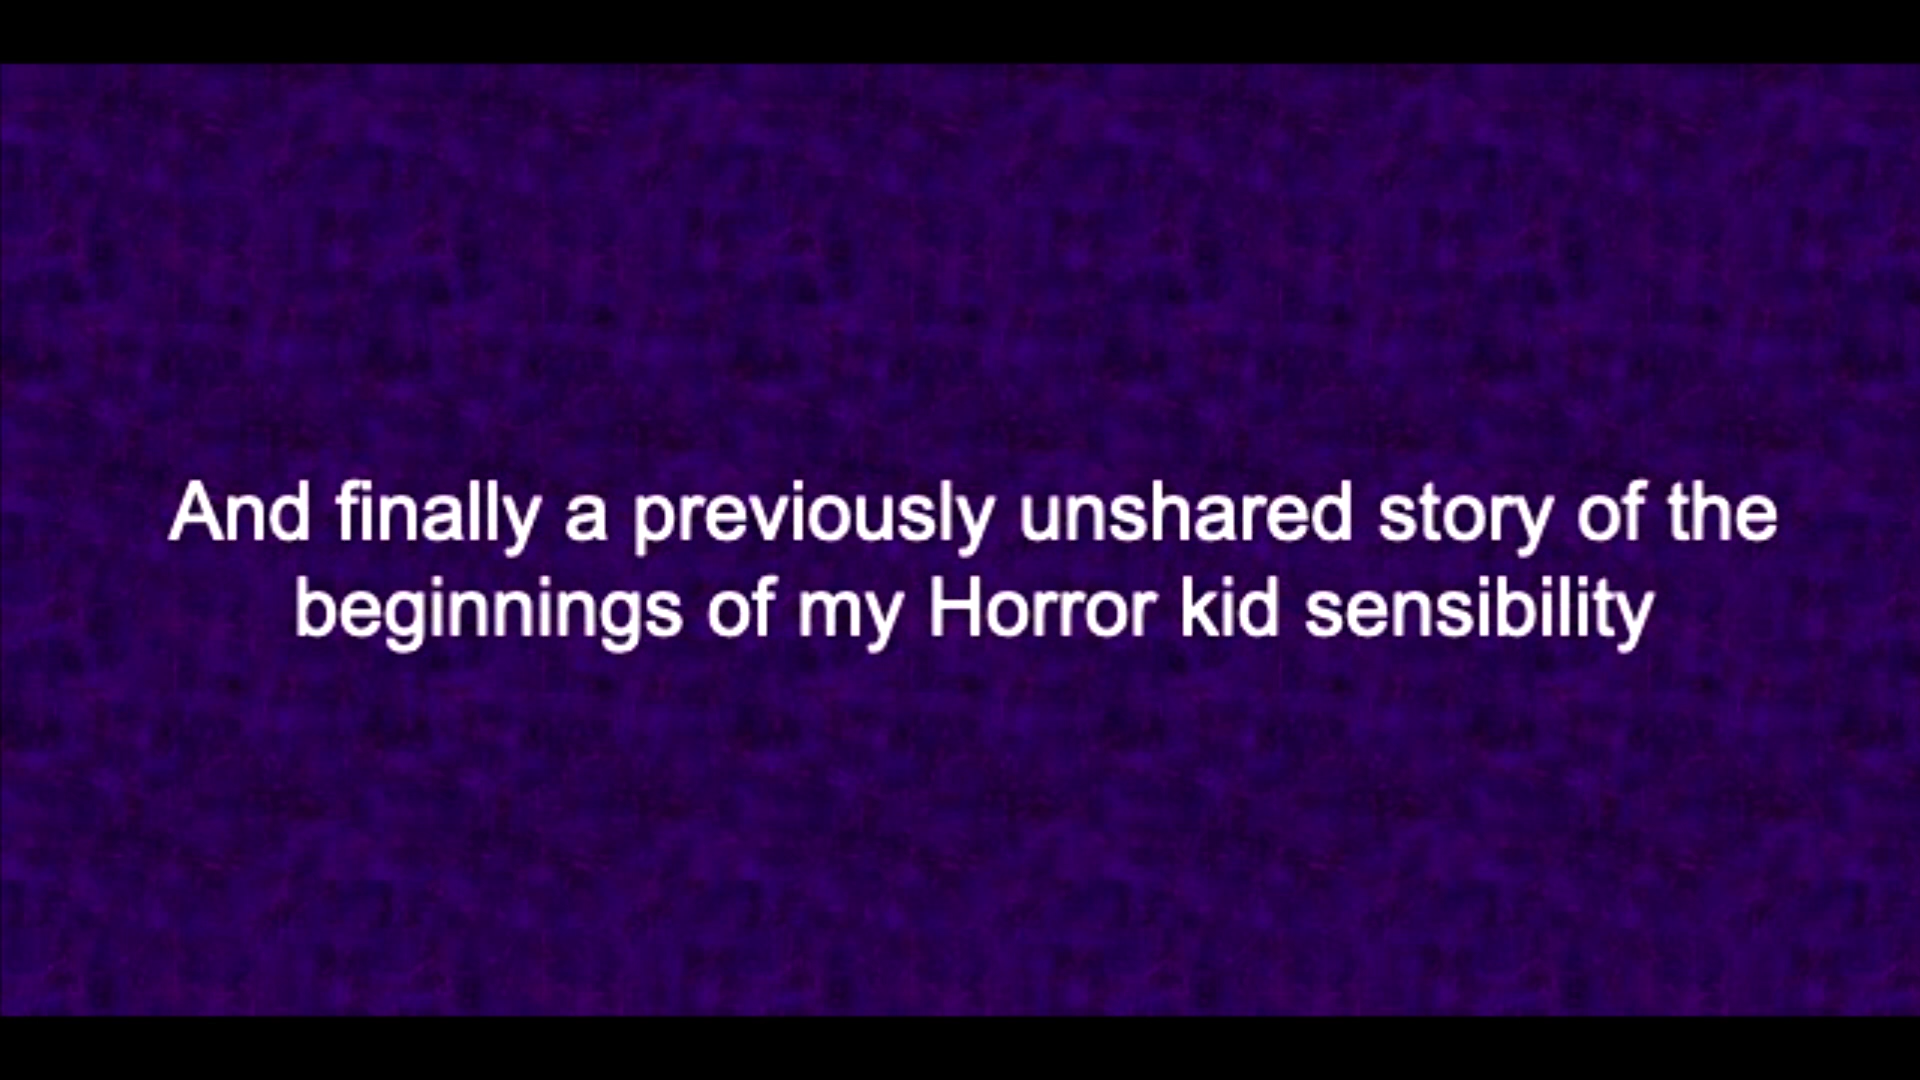 And finally a previously unshared story of the
beginnings of my Horror kid sensibility